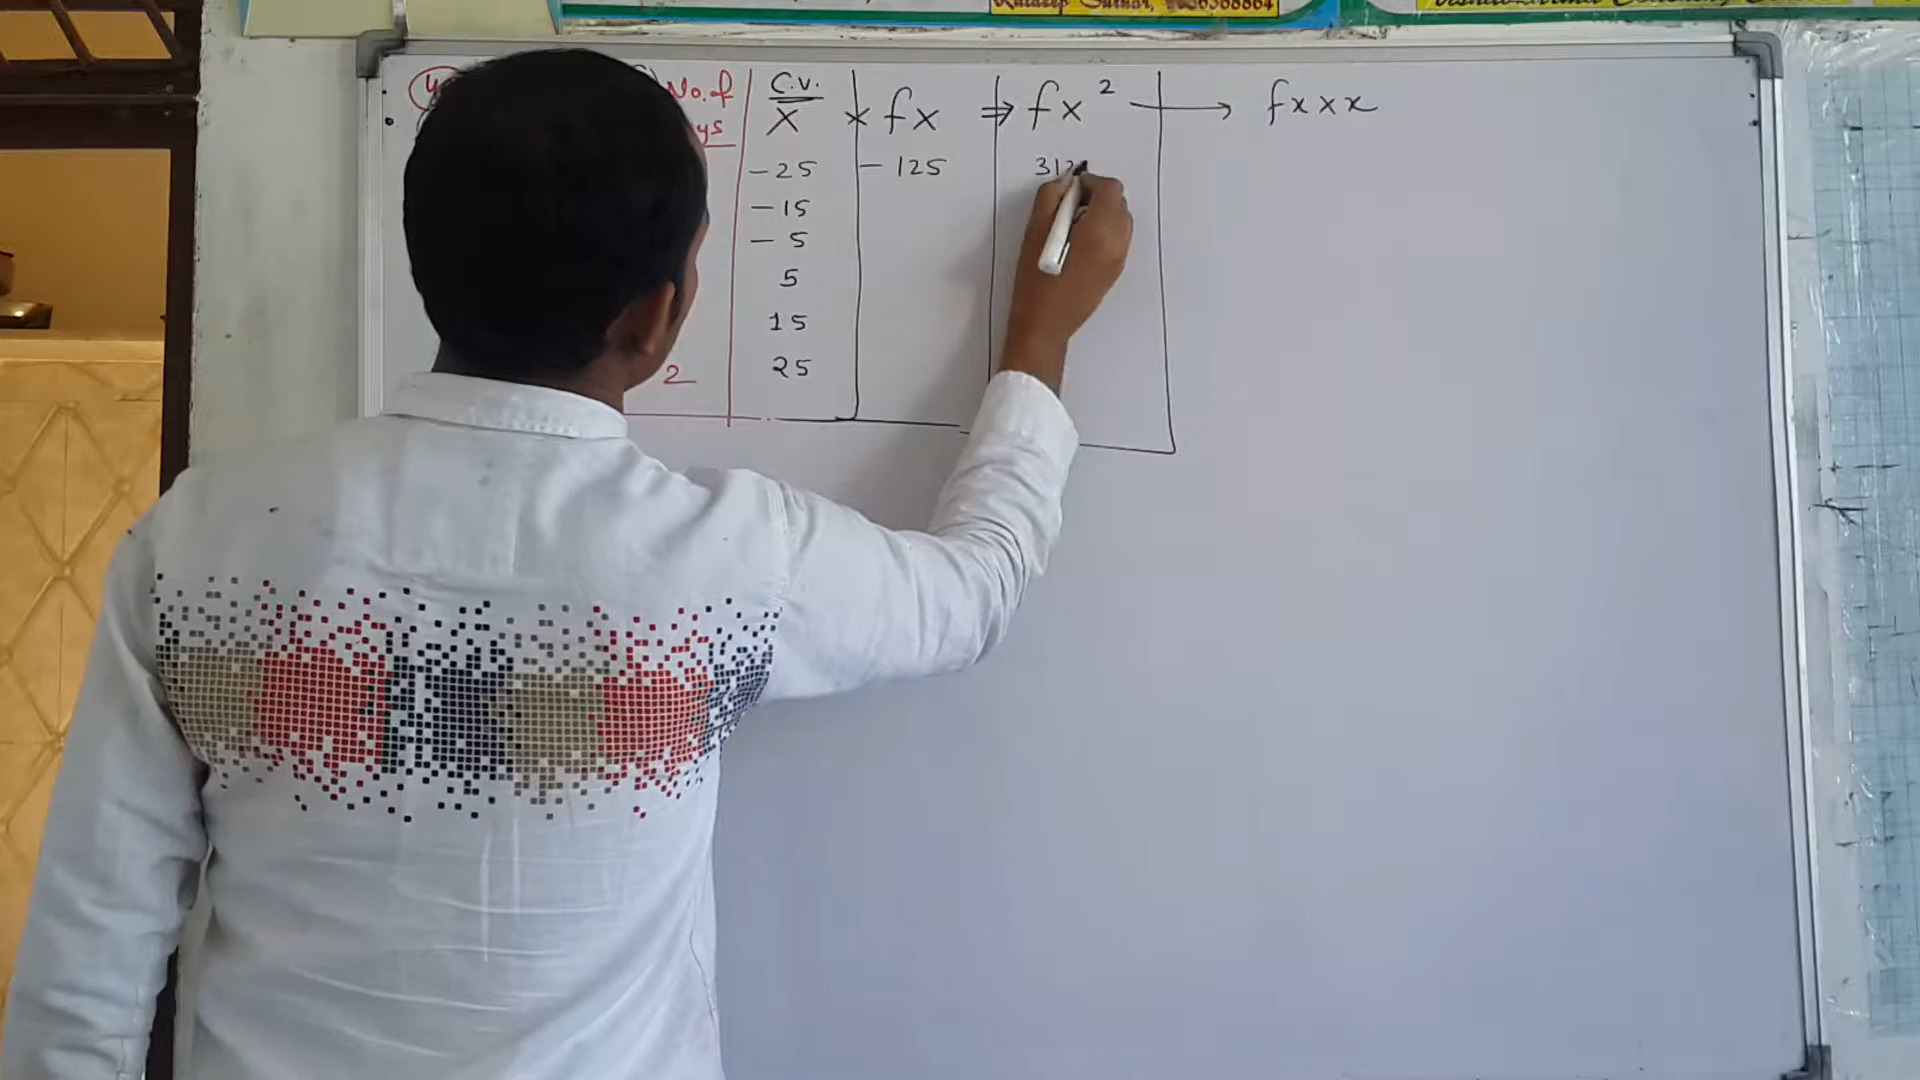 No. of C.V.
X × fx ⇒ fx² → fx × x
-25 -125 312
-15
-5
5
15
2 25